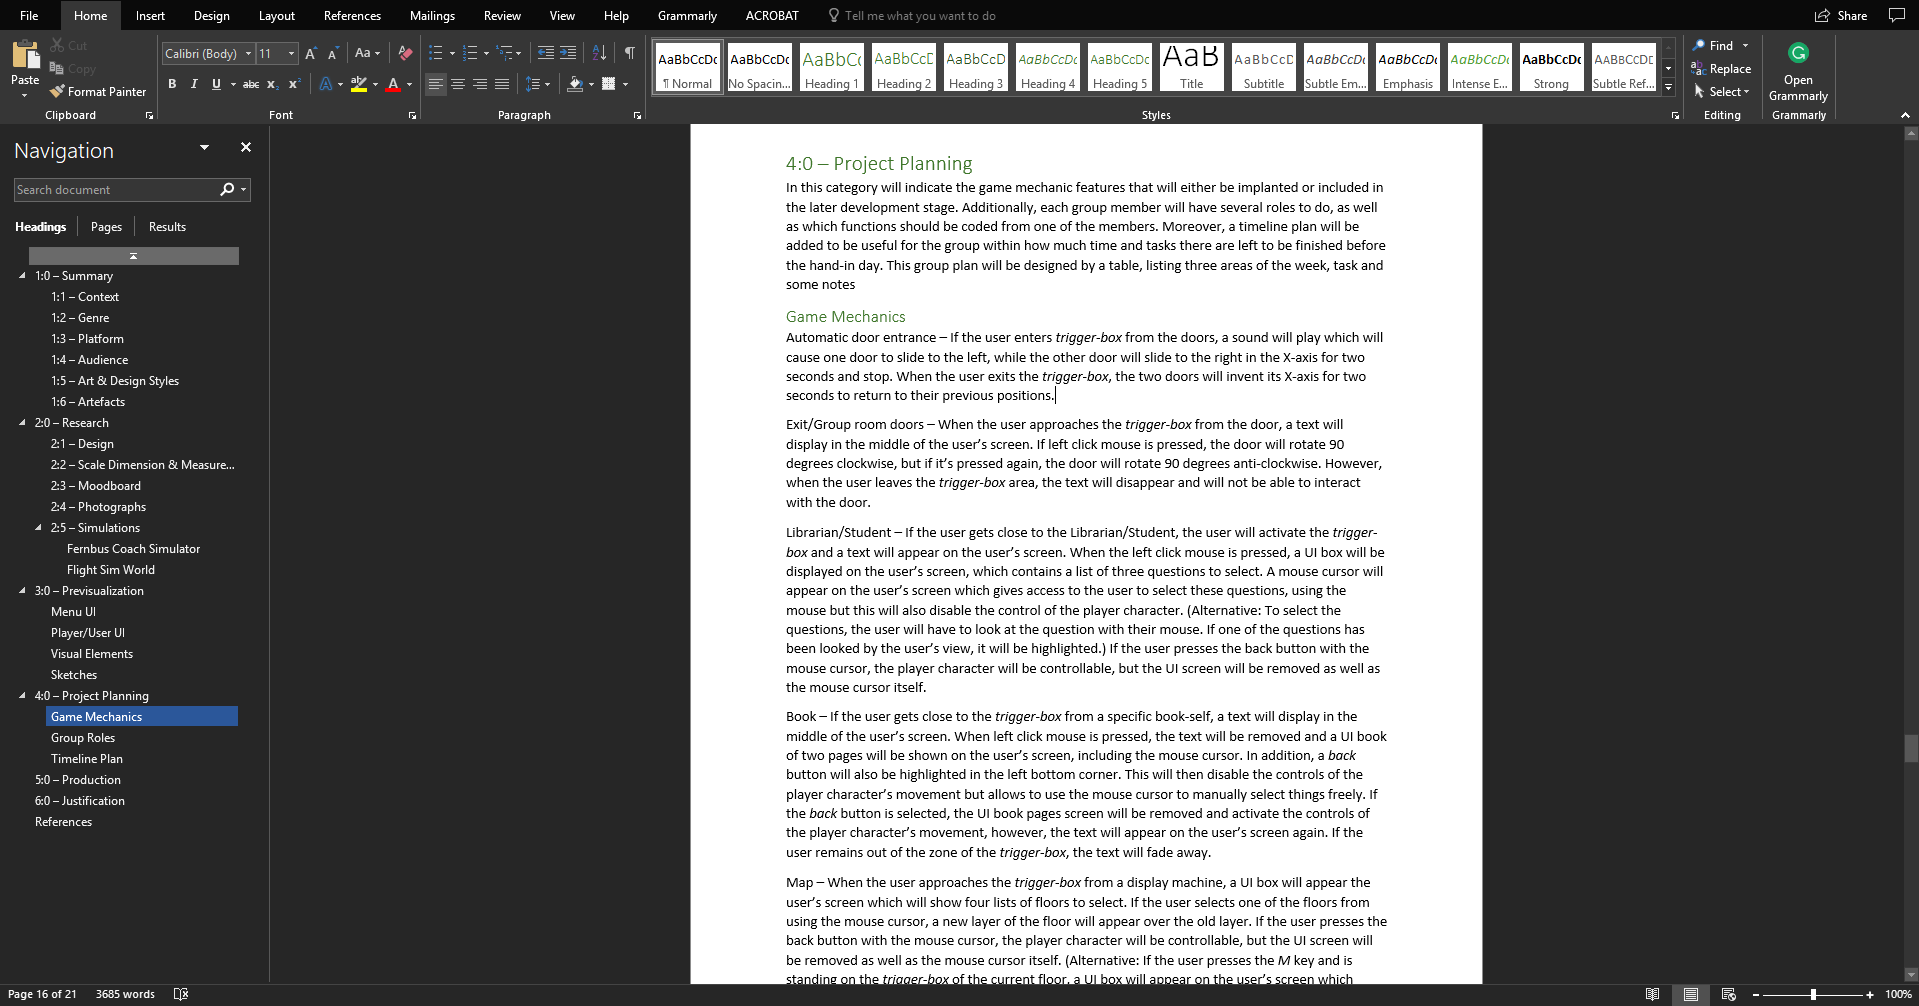 File Home Insert Design Layout References Mailings Review View Help Grammarly ACROBAT Tell me what you want to do Share
Paste
Cut
Copy
Format Painter
Clipboard
Calibri (Body) 11
Font
Paragraph
AaBbCcDc ¶ Normal
AaBbCcDc No Spacin...
AaBbCc Heading 1
AaBbCcD Heading 2
AaBbCcD Heading 3
AaBbCcDc Heading 4
AaBbCcDc Heading 5
AaB Title
AaBbCcD Subtitle
AaBbCcDc Subtle Em...
AaBbCcDc Emphasis
AaBbCcDc Intense E...
AaBbCcDc Strong
AABBCCDE Subtle Ref...
Styles
Find
Replace
Select
Editing
Open
Grammarly
Grammarly
Navigation
Search document
Headings Pages Results
1:0 – Summary
1:1 – Context
1:2 – Genre
1:3 – Platform
1:4 – Audience
1:5 – Art & Design Styles
1:6 – Artefacts
2:0 – Research
2:1 – Design
2:2 – Scale Dimension & Measure...
2:3 – Moodboard
2:4 – Photographs
2:5 – Simulations
Fernbus Coach Simulator
Flight Sim World
3:0 – Previsualization
Menu UI
Player/User UI
Visual Elements
Sketches
4:0 – Project Planning
Game Mechanics
Group Roles
Timeline Plan
5:0 – Production
6:0 – Justification
References
4:0 – Project Planning
In this category will indicate the game mechanic features that will either be implanted or included in
the later development stage. Additionally, each group member will have several roles to do, as well
as which functions should be coded from one of the members. Moreover, a timeline plan will be
added to be useful for the group within how much time and tasks there are left to be finished before
the hand-in day. This group plan will be designed by a table, listing three areas of the week, task and
some notes
Game Mechanics
Automatic door entrance – If the user enters trigger-box from the doors, a sound will play which will
cause one door to slide to the left, while the other door will slide to the right in the X-axis for two
seconds and stop. When the user exits the trigger-box, the two doors will invent its X-axis for two
seconds to return to their previous positions.
Exit/Group room doors – When the user approaches the trigger-box from the door, a text will
display in the middle of the user’s screen. If left click mouse is pressed, the door will rotate 90
degrees clockwise, but if it’s pressed again, the door will rotate 90 degrees anti-clockwise. However,
when the user leaves the trigger-box area, the text will disappear and will not be able to interact
with the door.
Librarian/Student – If the user gets close to the Librarian/Student, the user will activate the trigger-
box and a text will appear on the user’s screen. When the left click mouse is pressed, a UI box will be
displayed on the user’s screen, which contains a list of three questions to select. A mouse cursor will
appear on the user’s screen which gives access to the user to select these questions, using the
mouse but this will also disable the control of the player character. (Alternative: To select the
questions, the user will have to look at the question with their mouse. If one of the questions has
been looked by the user’s view, it will be highlighted.) If the user presses the back button with the
mouse cursor, the player character will be controllable, but the UI screen will be removed as well as
the mouse cursor itself.
Book – If the user gets close to the trigger-box from a specific book-self, a text will display in the
middle of the user’s screen. When left click mouse is pressed, the text will be removed and a UI book
of two pages will be shown on the user’s screen, including the mouse cursor. In addition, a back
button will also be highlighted in the left bottom corner. This will then disable the controls of the
player character’s movement but allows to use the mouse cursor to manually select things freely. If
the back button is selected, the UI book pages screen will be removed and activate the controls of
the player character’s movement, however, the text will appear on the user’s screen again. If the
user remains out of the zone of the trigger-box, the text will fade away.
Map – When the user approaches the trigger-box from a display machine, a UI box will appear the
user’s screen which will show four lists of floors to select. If the user selects one of the floors from
using the mouse cursor, a new layer of the floor will appear over the old layer. If the user presses the
back button with the mouse cursor, the player character will be controllable, but the UI screen will
be removed as well as the mouse cursor itself. (Alternative: If the user presses the M key and is
standing on the trigger-box of the current floor, a UI box will appear on the user’s screen which
Page 16 of 21 3685 words 100%